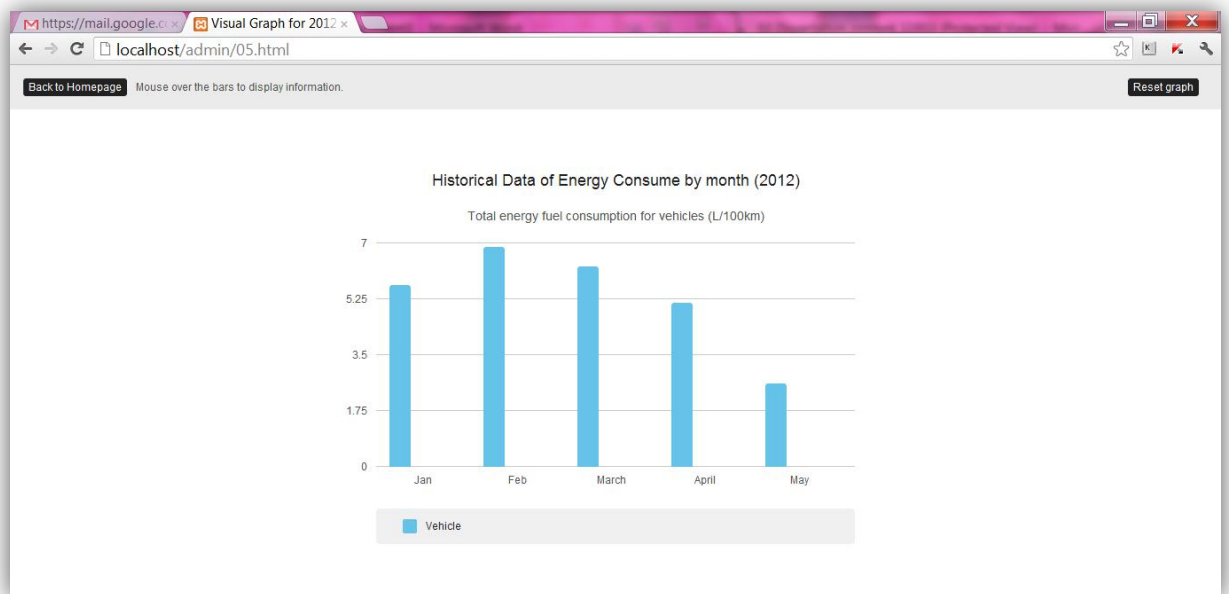 https://mail.google.co
Visual Graph for 2012
localhost/admin/05.html
Back to Homepage Mouse over the bars to display information. Reset graph
Historical Data of Energy Consume by month (2012)
Total energy fuel consumption for vehicles (L/100km)
7
5.25
3.5
1.75
0
Jan Feb March April May
Vehicle